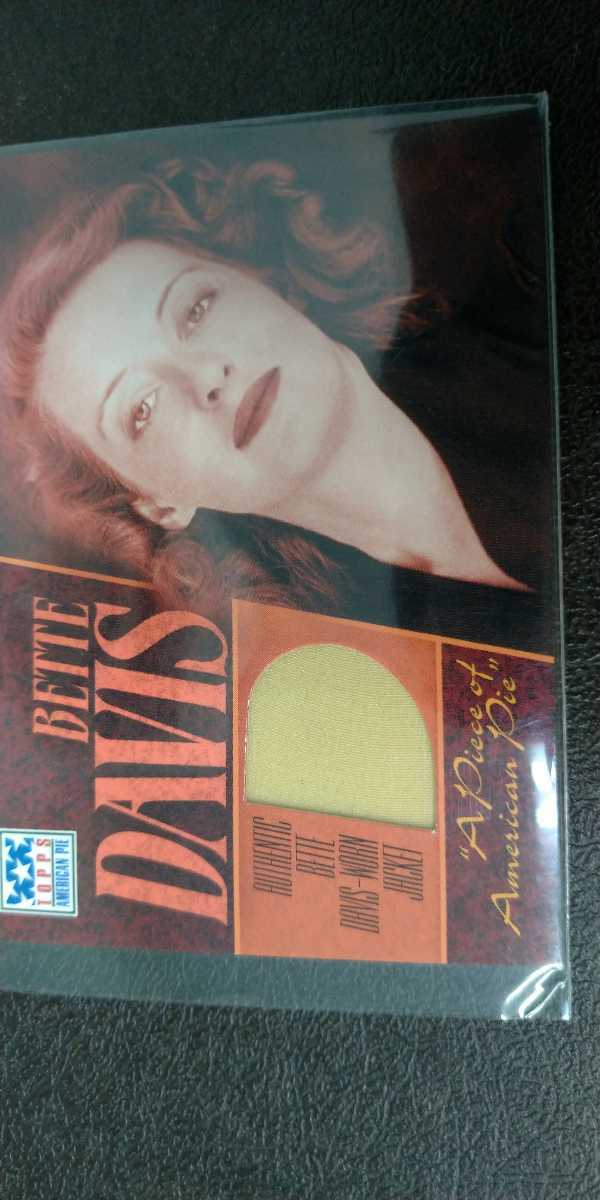 BETTE
DAVIS
TOPPS
AMERICAN PIE
AUTHENTIC
BETTE
DAVIS-WORN
JACKET
"A Piece of
American Pie"